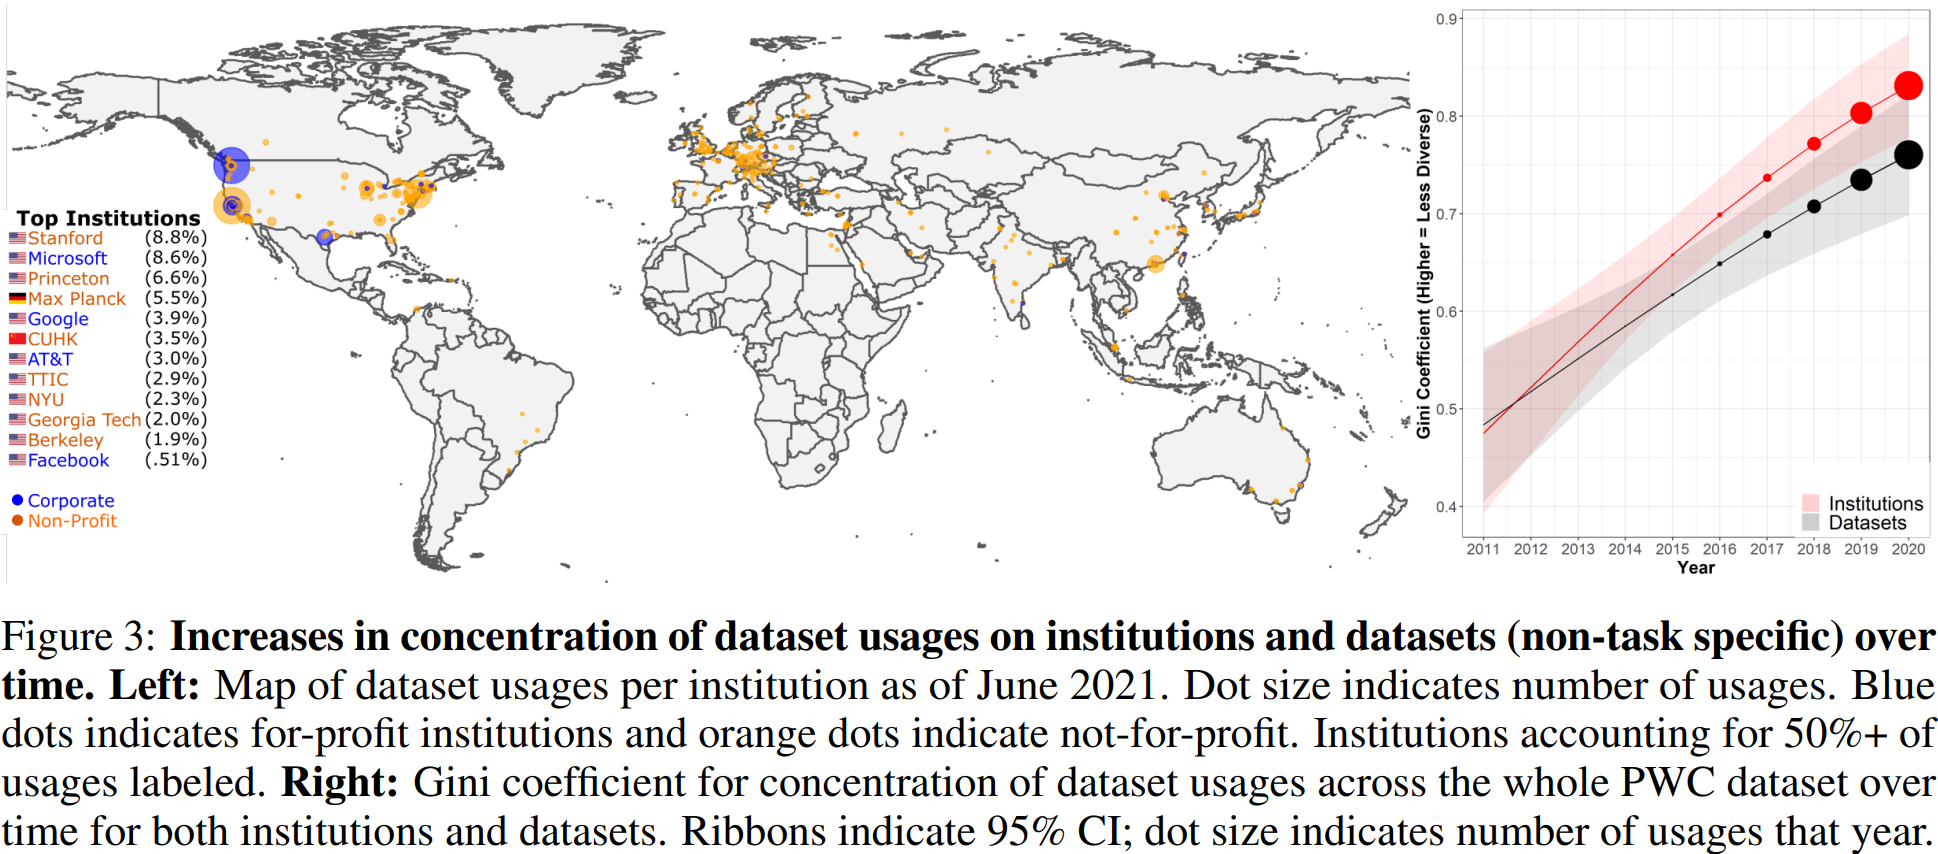 Top Institutions
Stanford (8.8%)
Microsoft (8.6%)
Princeton (6.6%)
Max Planck (5.5%)
Google (3.9%)
CUHK (3.5%)
AT&T (3.0%)
TTIC (2.9%)
NYU (2.3%)
Georgia Tech (2.0%)
Berkeley (1.9%)
Facebook (.51%)
Corporate
Non-Profit
Gini Coefficient (Higher = Less Diverse)
0.9
0.8
0.7
0.6
0.5
0.4
Institutions
Datasets
2011 2012 2013 2014 2015 2016 2017 2018 2019 2020
Year
Figure 3: Increases in concentration of dataset usages on institutions and datasets (non-task specific) over
time. Left: Map of dataset usages per institution as of June 2021. Dot size indicates number of usages. Blue
dots indicates for-profit institutions and orange dots indicate not-for-profit. Institutions accounting for 50%+ of
usages labeled. Right: Gini coefficient for concentration of dataset usages across the whole PWC dataset over
time for both institutions and datasets. Ribbons indicate 95% CI; dot size indicates number of usages that year.